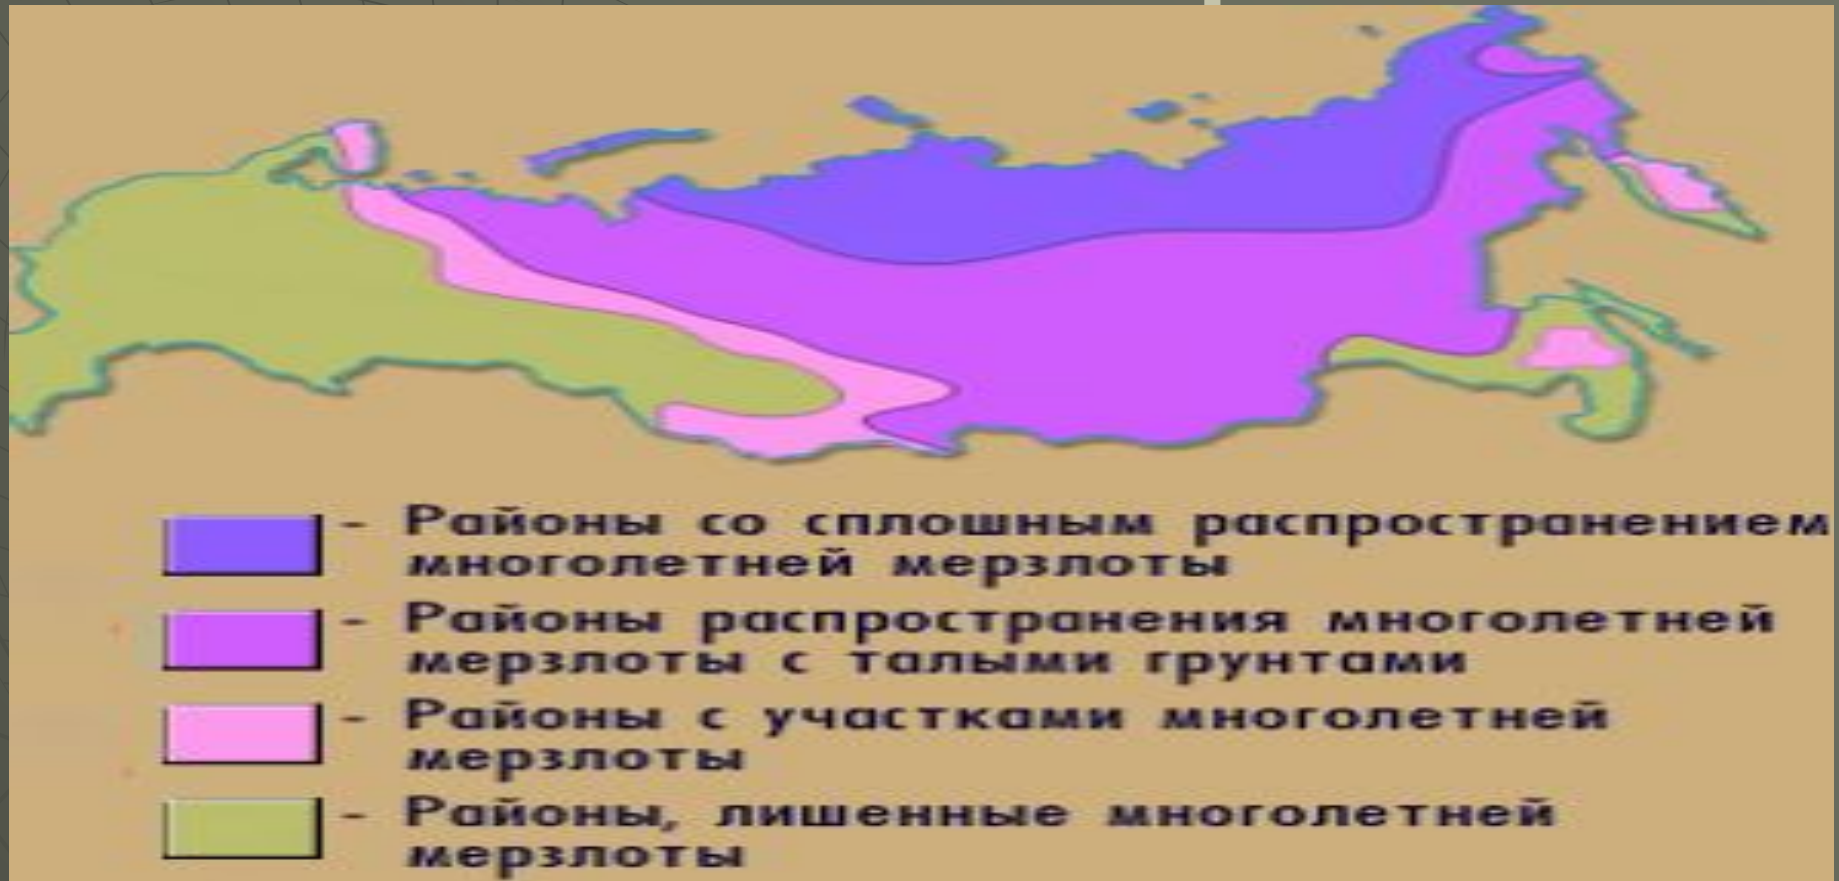 - Районы со сплошным распространением
многолетней мерзлоты
- Районы распространения многолетней
мерзлоты с талыми грунтами
- Районы с участками многолетней
мерзлоты
- Районы, лишенные многолетней
мерзлоты